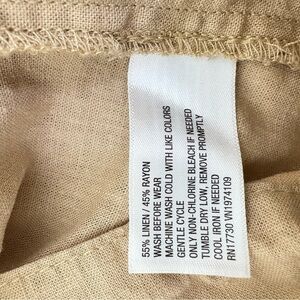 55% LINEN / 45% RAYON
WASH BEFORE WEAR
MACHINE WASH COLD WITH LIKE COLORS
GENTLE CYCLE
ONLY NON-CHLORINE BLEACH IF NEEDED
TUMBLE DRY LOW, REMOVE PROMPTLY
COOL IRON IF NEEDED
RN17730 VN1974109